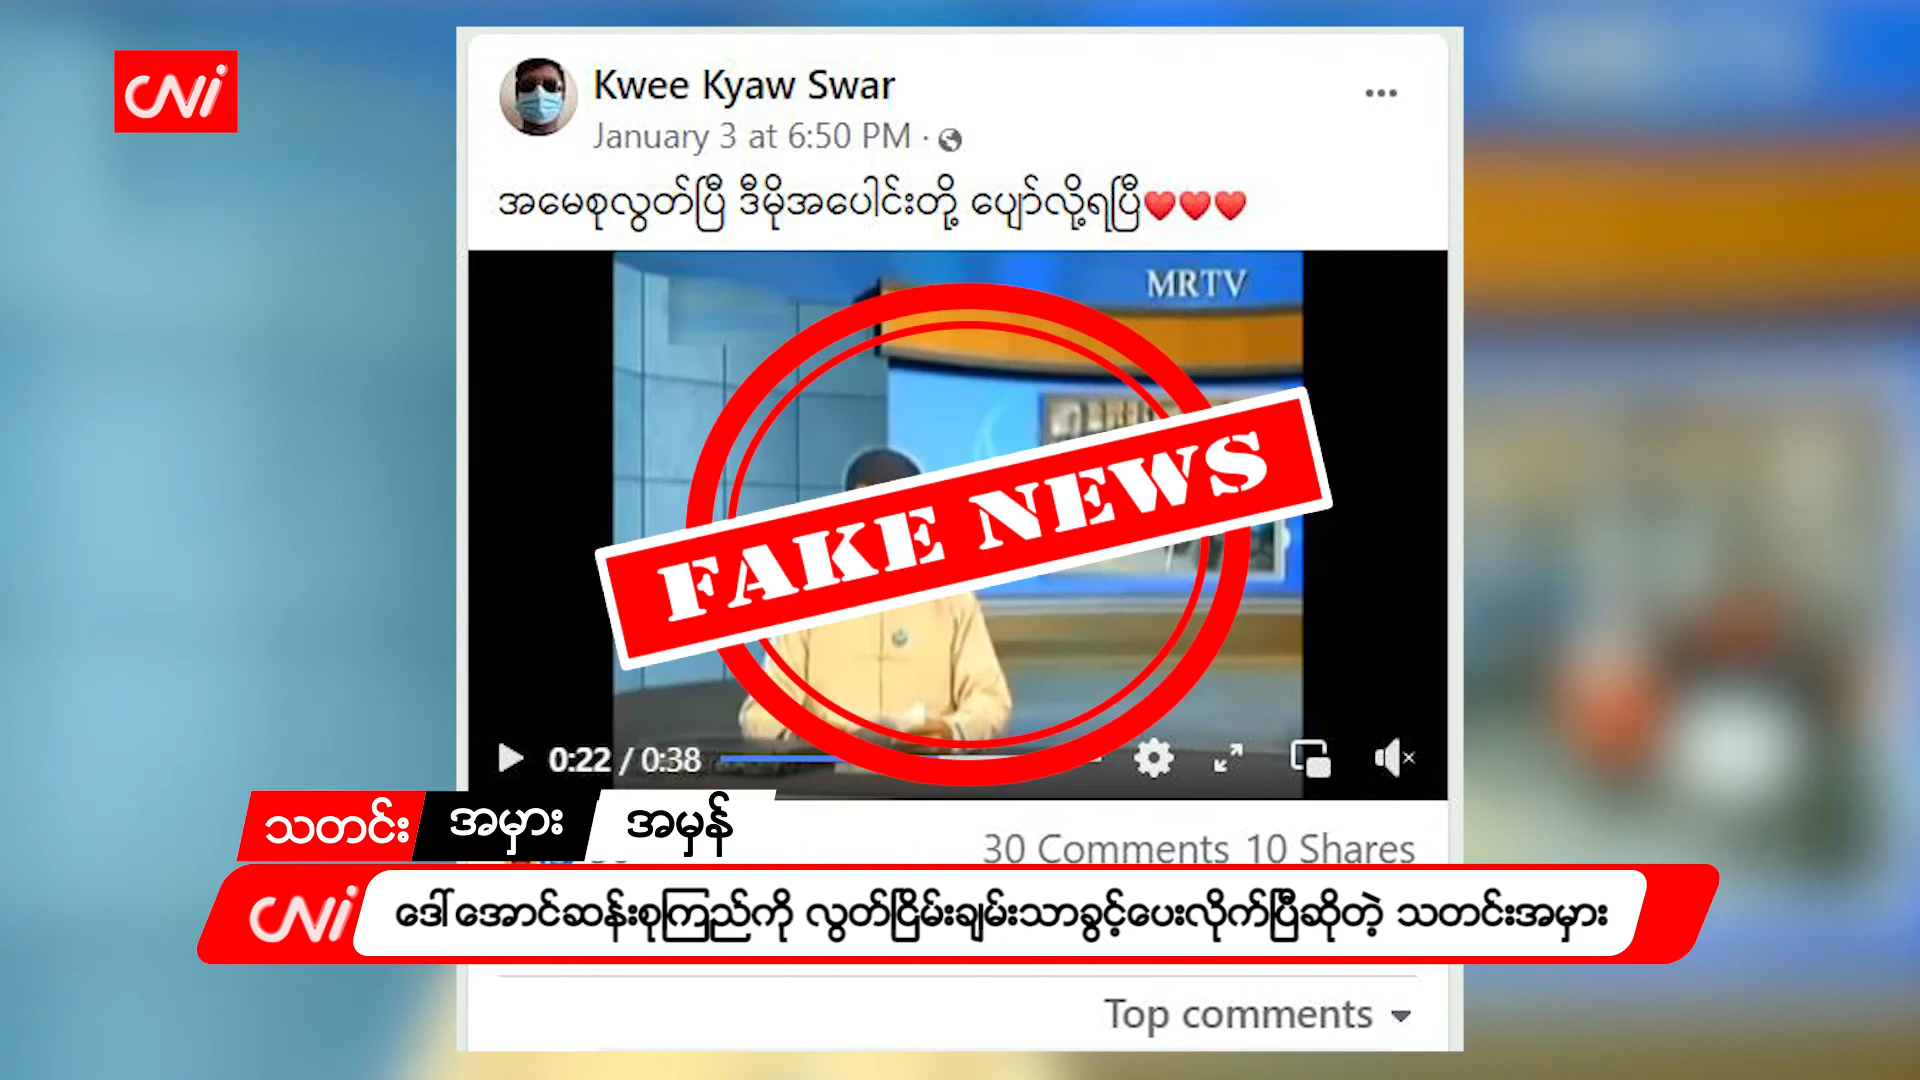 CNi
Kwee Kyaw Swar
January 3 at 6:50 PM ·
အမေစုလွတ်ပြီ ဒီမိုအပေါင်းတို့ ပျော်လို့ရပြီ❤❤❤
MRTV
FAKE NEWS
0:22 / 0:38
သတင်း အမှား အမှန်
30 Comments 10 Shares
CNi ဒေါ်အောင်ဆန်းစုကြည်ကို လွတ်ငြိမ်းချမ်းသာခွင့်ပေးလိုက်ပြီဆိုတဲ့ သတင်းအမှား
Top comments